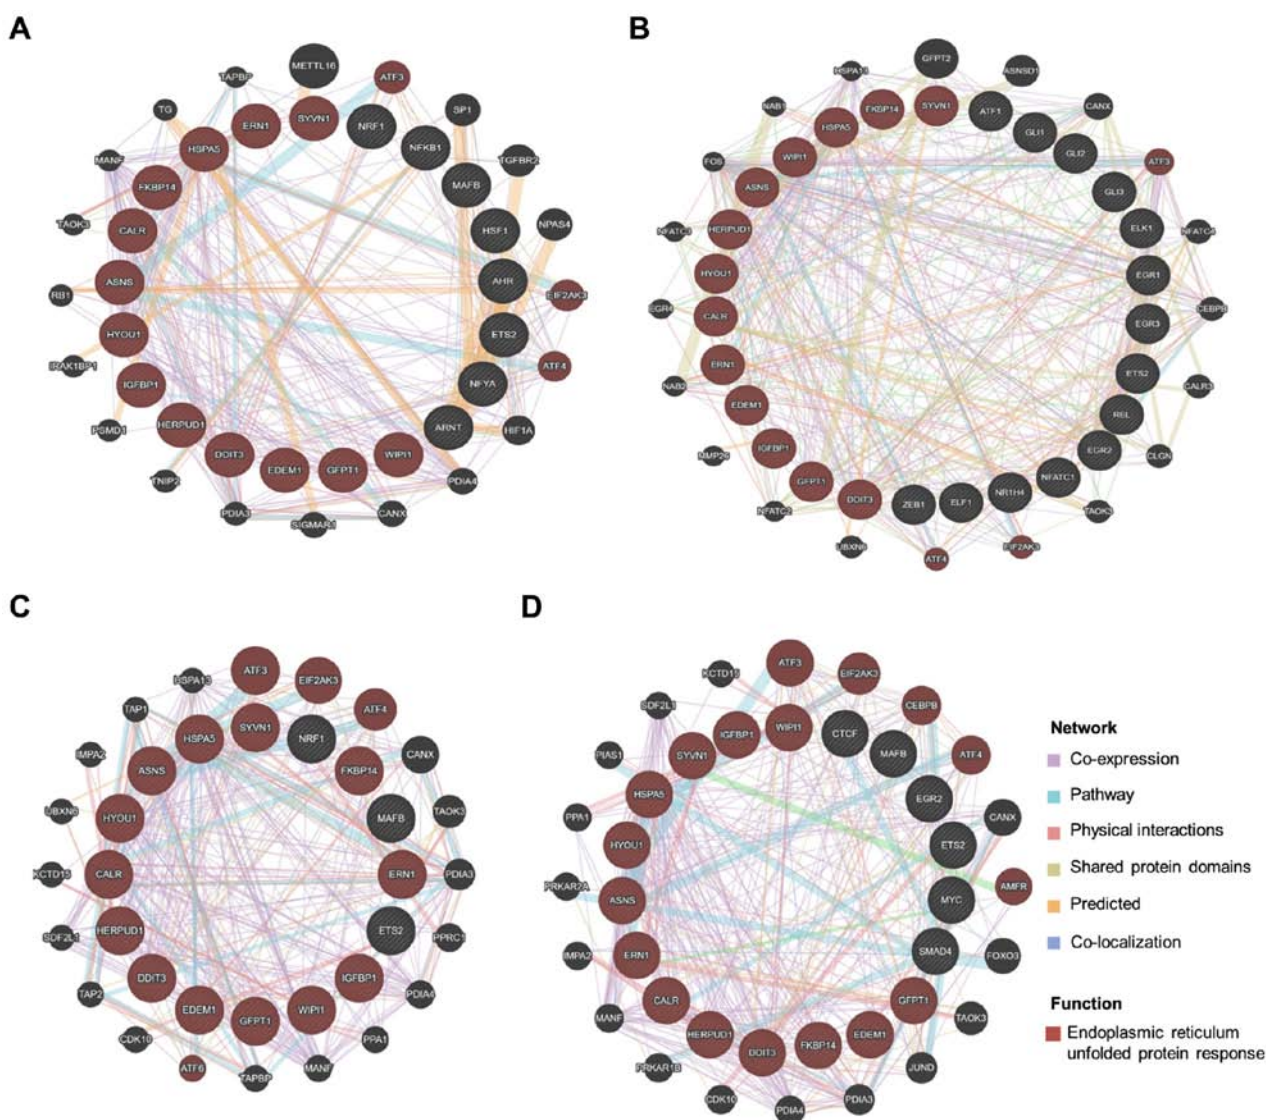 A
METTL16
TAPBP
ATF3
TG
SP1
ERN1
SYVN1
NRF1
NFKB1
HSPA5
MANF
TGFBR2
MAFB
FKBP14
TAOK3
CALR
HSF1
NPAS4
ASNS
AHR
RB1
EIF2AK3
HYOU1
ETS2
IRAK1BP1
ATF4
IGFBP1
NFYA
PSMD1
HERPUD1
ARNT
HIF1A
DDIT3
EDEM1
GFPT1
WIPI1
TNIP2
PDIA4
PDIA3
SIGMAR1
CANX
B
GFPT2
HSPA13
ASNSD1
NAB1
FKBP14
SYVN1
ATF1
CANX
HSPA5
GLI1
FOS
WIPI1
GLI2
ATF3
ASNS
GLI3
NFATC3
HERPUD1
ELK1
NFATC4
HYOU1
EGR1
EGR4
CALR
EGR3
CEBPB
ERN1
ETS2
NAB2
CALR3
EDEM1
REL
MMP26
IGFBP1
EGR2
CLGN
GFPT1
NFATC1
NFATC2
DDIT3
ZEB1
ELF1
NR1H4
TAOK3
UBXN6
ATF4
EIF2AK3
C
HSPA13
ATF3
EIF2AK3
TAP1
ATF4
HSPA5
SYVN1
NRF1
IMPA2
ASNS
FKBP14
CANX
UBXN6
HYOU1
MAFB
TAOK3
KCTD15
CALR
ERN1
PDIA3
SDF2L1
HERPUD1
ETS2
PPRC1
TAP2
DDIT3
IGFBP1
PDIA4
EDEM1
GFPT1
WIPI1
CDK10
PPA1
ATF6
TAPBP
MANF
D
KCTD15
ATF3
EIF2AK3
SDF2L1
CEBPB
IGFBP1
WIPI1
CTCF
PIAS1
SYVN1
MAFB
ATF4
HSPA5
EGR2
PPA1
CANX
HYOU1
ETS2
PRKAR2A
ASNS
MYC
AMFR
IMPA2
ERN1
SMAD4
FOXO3
CALR
GFPT1
MANF
HERPUD1
DDIT3
FKBP14
EDEM1
TAOK3
PRKAR1B
JUND
CDK10
PDIA4
PDIA3
Network
Co-expression
Pathway
Physical interactions
Shared protein domains
Predicted
Co-localization
Function
Endoplasmic reticulum
unfolded protein response